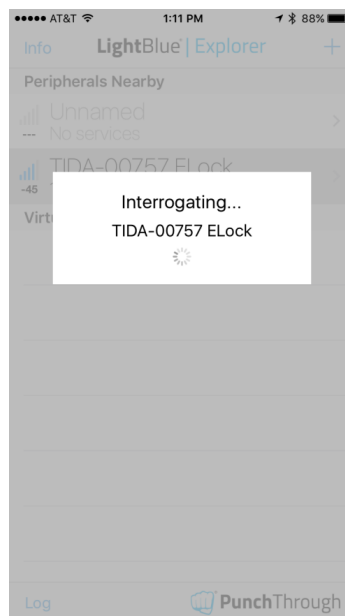 AT&T 1:11 PM 88%
Info LightBlue | Explorer +
Peripherals Nearby
Unnamed
--- No services
TIDA-00757 ELock
-45
Virt
Interrogating...
TIDA-00757 ELock
Log PunchThrough